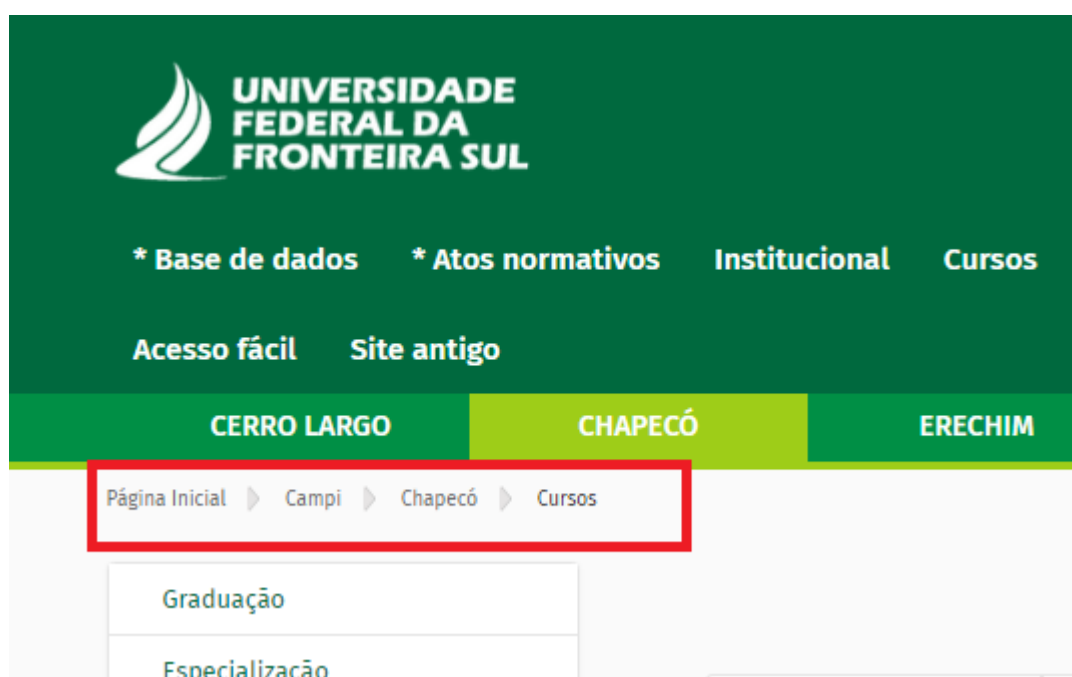 UNIVERSIDADE
FEDERAL DA
FRONTEIRA SUL
* Base de dados * Atos normativos Institucional Cursos
Acesso fácil Site antigo
CERRO LARGO CHAPECÓ ERECHIM
Página Inicial Campi Chapecó Cursos
Graduação
Especialização